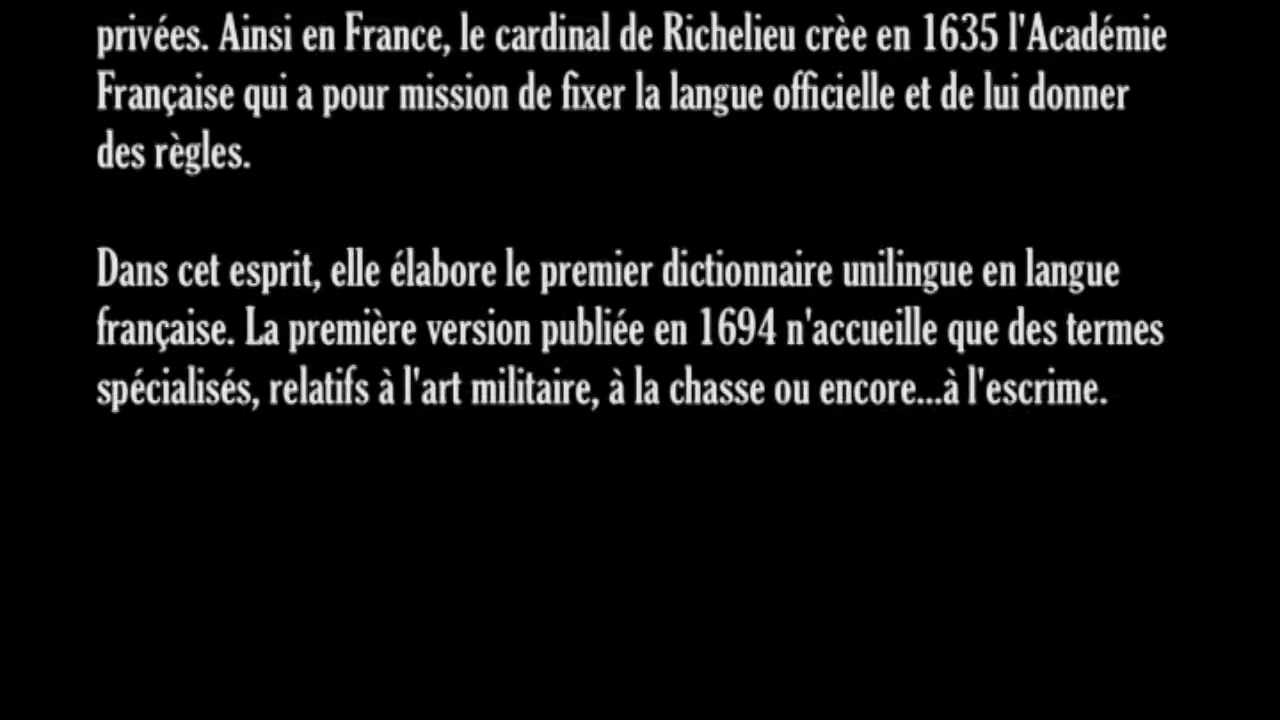 privées. Ainsi en France, le cardinal de Richelieu crèe en 1635 l'Académie
Française qui a pour mission de fixer la langue officielle et de lui donner
des règles.
Dans cet esprit, elle élabore le premier dictionnaire unilingue en langue
française. La première version publiée en 1694 n'accueille que des termes
spécialisés, relatifs à l'art militaire, à la chasse ou encore...à l'escrime.